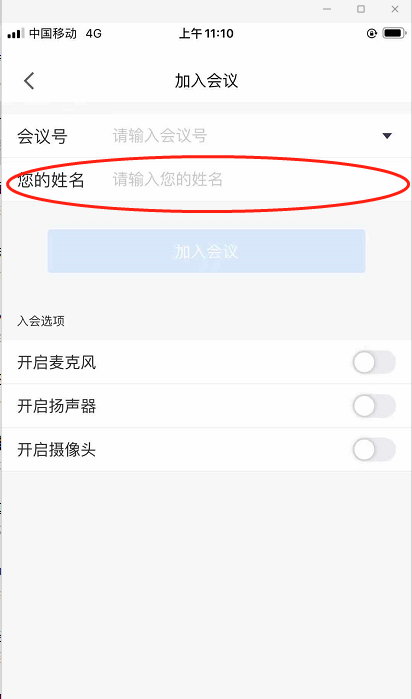 中国移动 4G 上午 11:10
加入会议
会议号 请输入会议号
您的姓名 请输入您的姓名
加入会议
入会选项
开启麦克风
开启扬声器
开启摄像头